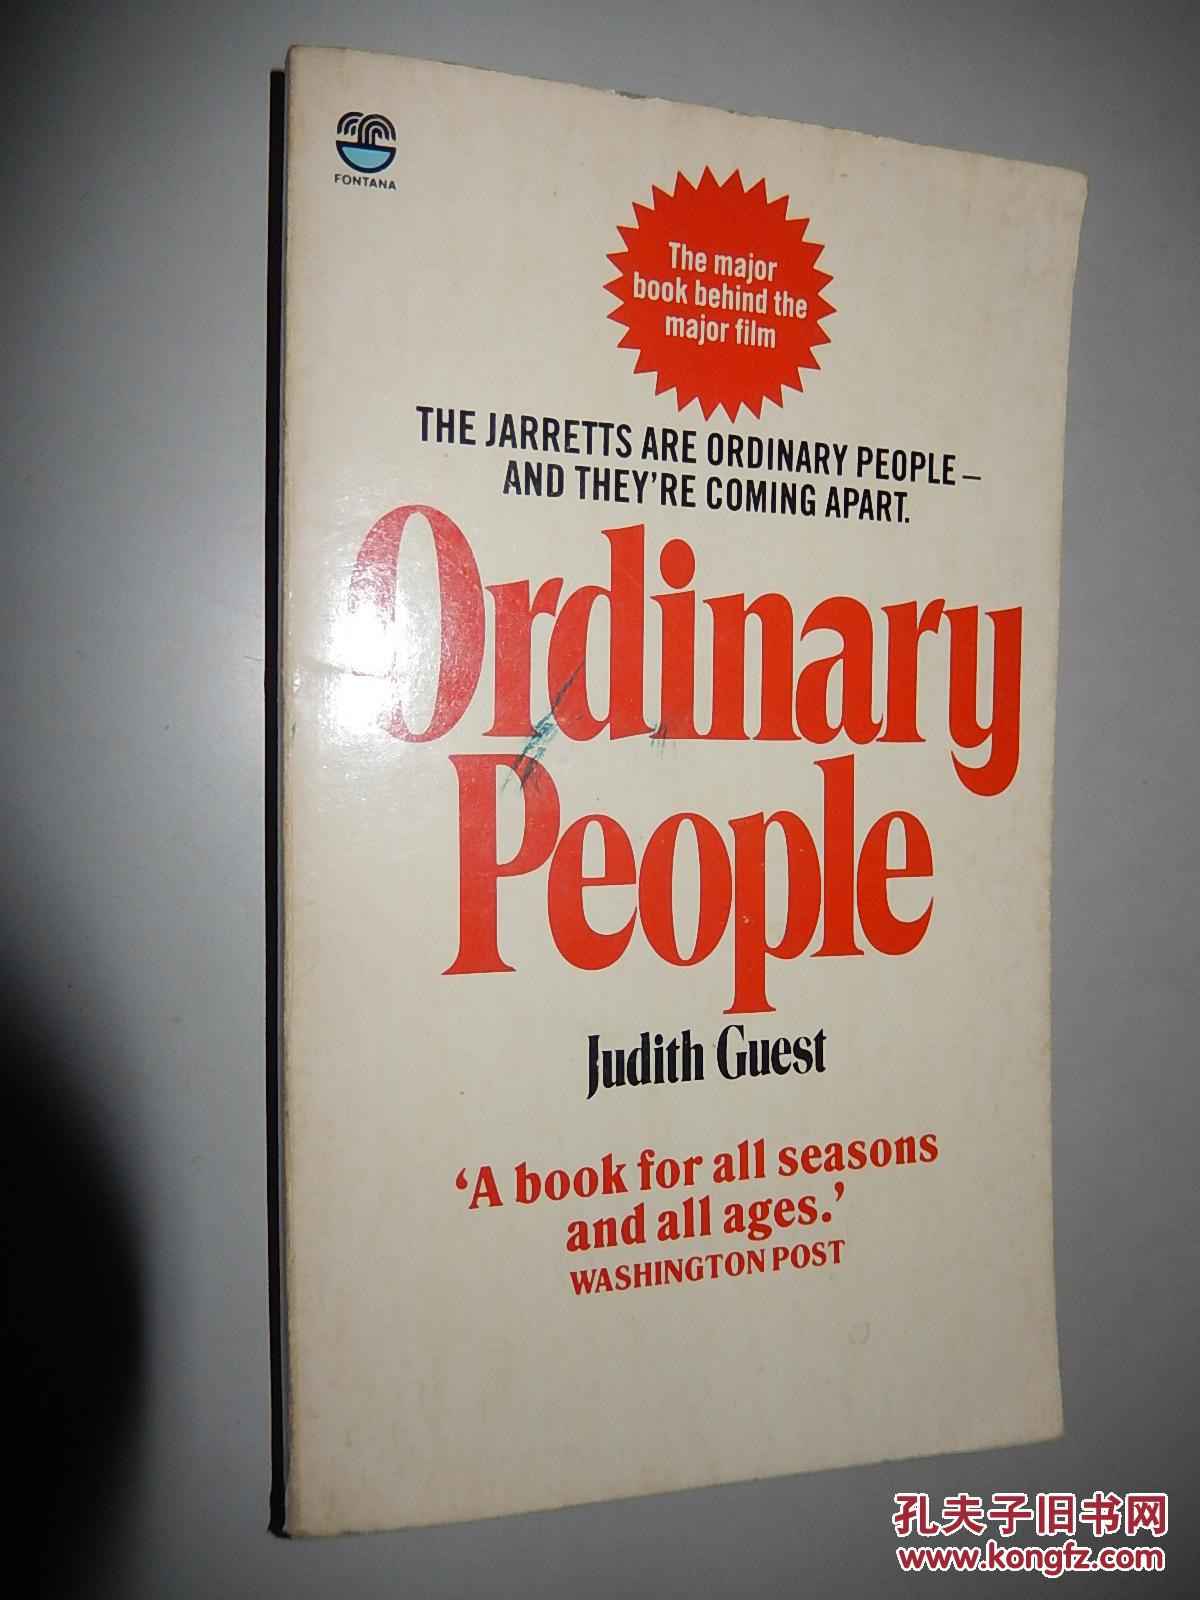 FONTANA
The major
book behind the
major film
THE JARRETTS ARE ORDINARY PEOPLE –
AND THEY'RE COMING APART.
Ordinary
People
Judith Guest
'A book for all seasons
and all ages.'
WASHINGTON POST
孔夫子旧书网
www.kongfz.com